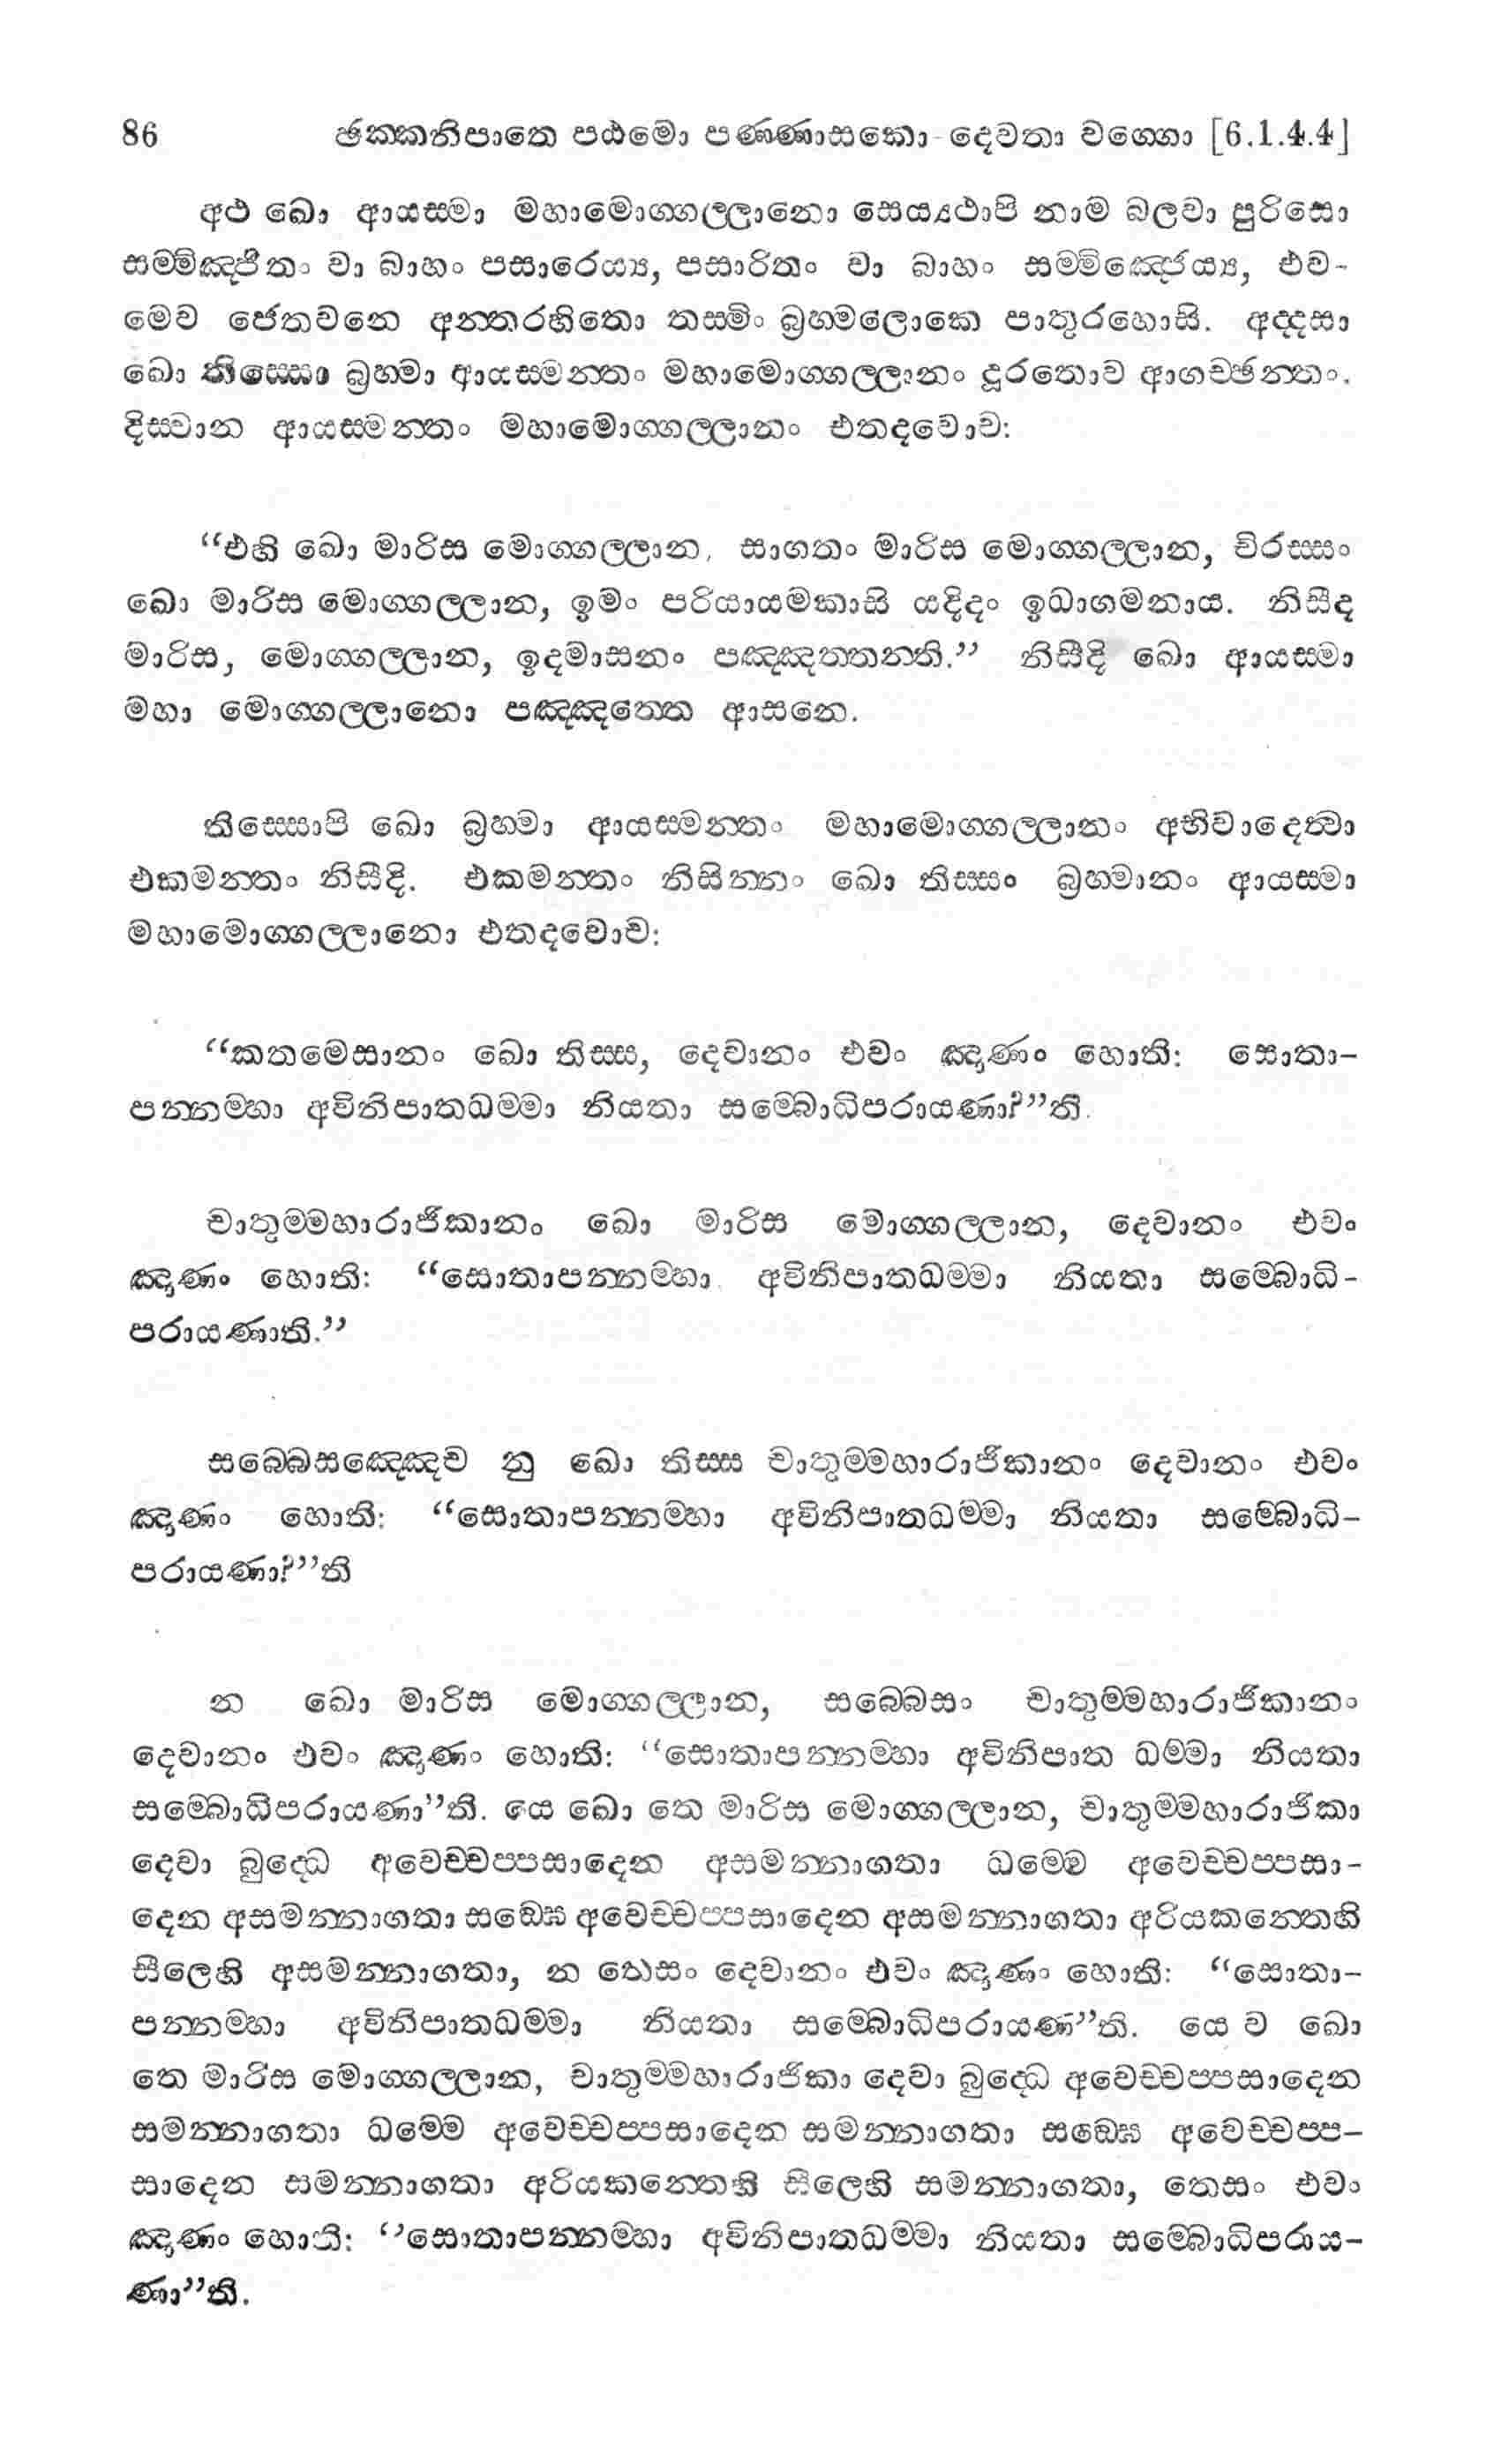 86 ඡක්කනිපාතෙ පඨමො පණ්ණාසකො - දෙවතා වග්ගො [6.1.4.4]
අථ ඛො ආයස්මා මහාමොග්ගල්ලානො සෙය්‍යථාපි නාම බලවා පුරිසො
සම්මිඤ්ජිතං වා බාහං පසාරෙය්‍ය, පසාරිතං වා බාහං සම්මිඤ්ජෙය්‍ය, එව-
මෙව ජෙතවනෙ අන්තරහිතො තස්මිං බ්‍රහ්මලොකෙ පාතුරහොසි. අද්දසා
ඛො තිස්සො බ්‍රහ්මා ආයස්මන්තං මහාමොග්ගල්ලානං දූරතොව ආගච්ඡන්තං.
දිස්වාන ආයස්මන්තං මහාමොග්ගල්ලානං එතදවොච:
“එහි ඛො මාරිස මොග්ගල්ලාන, සාගතං මාරිස මොග්ගල්ලාන, චිරස්සං
ඛො මාරිස මොග්ගල්ලාන, ඉමං පරියායමකාසි යදිදං ඉධාගමනාය. නිසීද
මාරිස, මොග්ගල්ලාන, ඉදමාසනං පඤ්ඤත්තන්ති.” නිසීදි ඛො ආයස්මා
මහා මොග්ගල්ලානො පඤ්ඤත්තෙ ආසනෙ.
තිස්සොපි ඛො බ්‍රහ්මා ආයස්මන්තං මහාමොග්ගල්ලානං අභිවාදෙත්වා
එකමන්තං නිසීදි. එකමන්තං නිසින්නං ඛො තිස්සං බ්‍රහ්මානං ආයස්මා
මහාමොග්ගල්ලානො එතදවොච:
“කතමෙසානං ඛො තිස්ස, දෙවානං එවං ඤාණං හොති: සොතා-
පන්නම්හා අවිනිපාතධම්මා නියතා සම්බොධිපරායණා?”ති.
චාතුම්මහාරාජිකානං ඛො මාරිස මොග්ගල්ලාන, දෙවානං එවං
ඤාණං හොති: “සොතාපන්නම්හා අවිනිපාතධම්මා නියතා සම්බොධි-
පරායණාති.”
සබ්බෙසඤ්ඤෙව නු ඛො තිස්ස චාතුම්මහාරාජිකානං දෙවානං එවං
ඤාණං හොති: “සොතාපන්නම්හා අවිනිපාතධම්මා නියතා සම්බොධි-
පරායණා?”ති
න ඛො මාරිස මොග්ගල්ලාන, සබ්බෙසං චාතුම්මහාරාජිකානං
දෙවානං එවං ඤාණං හොති: “සොතාපන්නම්හා අවිනිපාත ධම්මා නියතා
සම්බොධිපරායණා”ති. යෙ ඛො තෙ මාරිස මොග්ගල්ලාන, චාතුම්මහාරාජිකා
දෙවා බුද්ධෙ අවෙච්චප්පසාදෙන අසමන්නාගතා ධම්මෙ අවෙච්චප්පසා-
දෙන අසමන්නාගතා සඞ්ඝෙ අවෙච්චප්පසාදෙන අසමන්නාගතා අරියකන්තෙහි
සීලෙහි අසමන්නාගතා, න තෙසං දෙවානං එවං ඤාණං හොති: “සොතා-
පන්නම්හා අවිනිපාතධම්මා නියතා සම්බොධිපරායණ”ති. යෙ ච ඛො
තෙ මාරිස මොග්ගල්ලාන, චාතුම්මහාරාජිකා දෙවා බුද්ධෙ අවෙච්චප්පසාදෙන
සමන්නාගතා ධම්මෙ අවෙච්චප්පසාදෙන සමන්නාගතා සඞ්ඝෙ අවෙච්චප්ප-
සාදෙන සමන්නාගතා අරියකන්තෙහි සීලෙහි සමන්නාගතා, තෙසං එවං
ඤාණං හොති: ‘’සොතාපන්නම්හා අවිනිපාතධම්මා නියතා සම්බොධිපරාය-
ණා”ති.